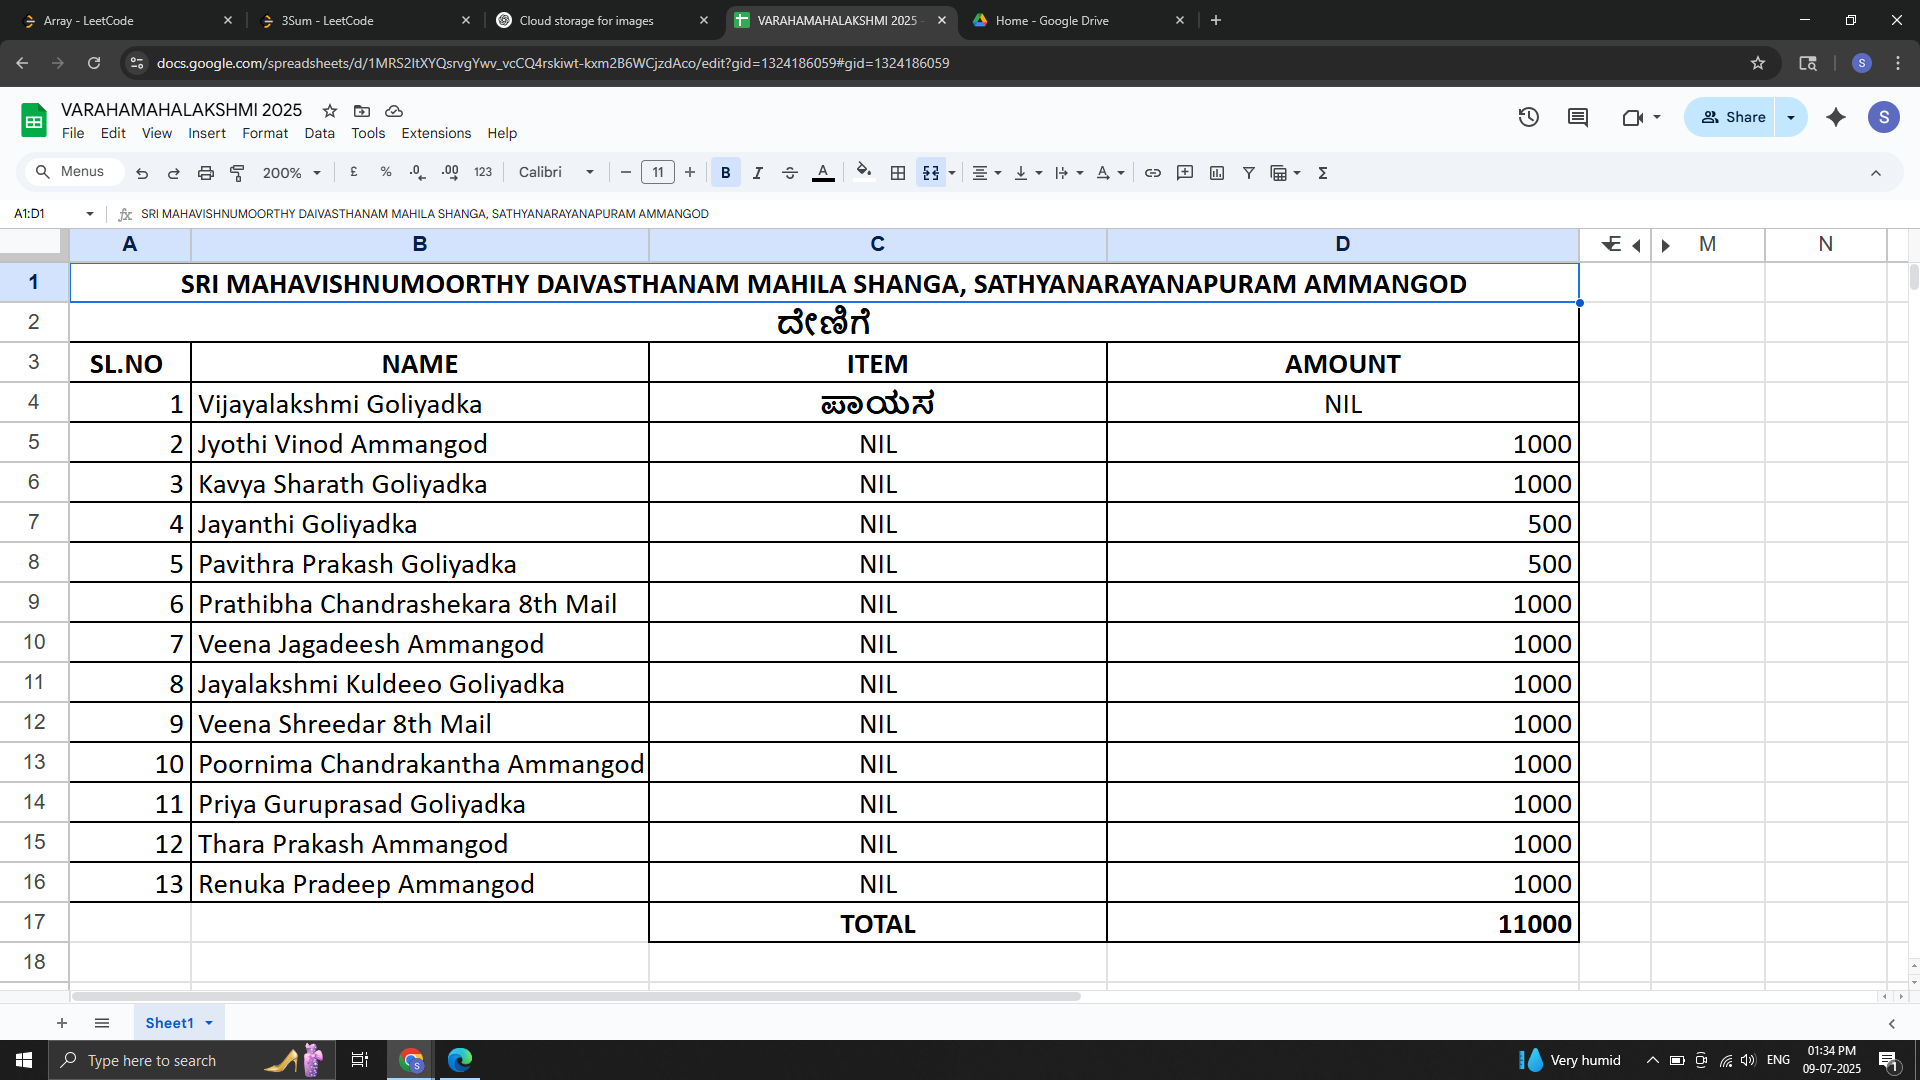 Array - LeetCode
3Sum - LeetCode
Cloud storage for images
VARAHAMAHALAKSHMI 2025 -
Home - Google Drive
docs.google.com/spreadsheets/d/1MRS2ltXYQsrvgYwv_vcCQ4rskiwt-kxm2B6WCjzdAco/edit?gid=1324186059#gid=1324186059
S
VARAHAMAHALAKSHMI 2025
Share
S
File Edit View Insert Format Data Tools Extensions Help
Menus 200% £ % .0 .00 123 Calibri 11 B I S A Σ
A1:D1 fx SRI MAHAVISHNUMOORTHY DAIVASTHANAM MAHILA SHANGA, SATHYANARAYANAPURAM AMMANGOD
A B C D E M N
1 SRI MAHAVISHNUMOORTHY DAIVASTHANAM MAHILA SHANGA, SATHYANARAYANAPURAM AMMANGOD
2 ದೇಣಿಗೆ
3 SL.NO NAME ITEM AMOUNT
4 1 Vijayalakshmi Goliyadka ಪಾಯಸ NIL
5 2 Jyothi Vinod Ammangod NIL 1000
6 3 Kavya Sharath Goliyadka NIL 1000
7 4 Jayanthi Goliyadka NIL 500
8 5 Pavithra Prakash Goliyadka NIL 500
9 6 Prathibha Chandrashekara 8th Mail NIL 1000
10 7 Veena Jagadeesh Ammangod NIL 1000
11 8 Jayalakshmi Kuldeeo Goliyadka NIL 1000
12 9 Veena Shreedar 8th Mail NIL 1000
13 10 Poornima Chandrakantha Ammangod NIL 1000
14 11 Priya Guruprasad Goliyadka NIL 1000
15 12 Thara Prakash Ammangod NIL 1000
16 13 Renuka Pradeep Ammangod NIL 1000
17 TOTAL 11000
18
Sheet1
Type here to search
Very humid
ENG
01:34 PM
09-07-2025
1